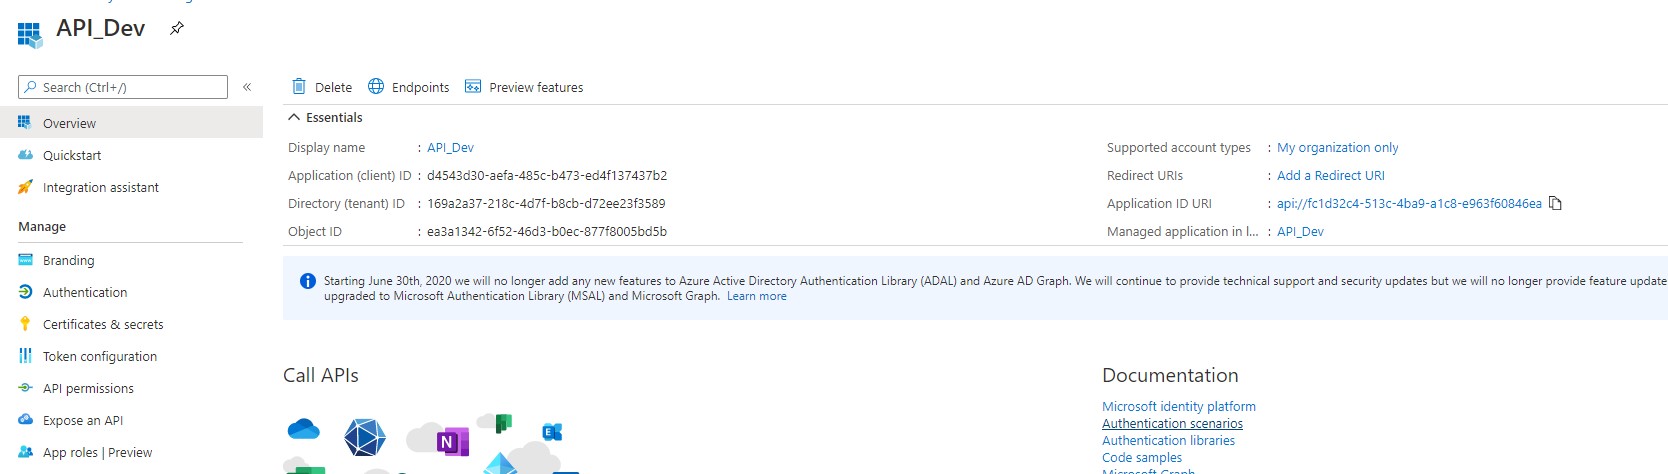 API_Dev
Search (Ctrl+/)
«
Overview
Quickstart
Integration assistant
Manage
Branding
Authentication
Certificates & secrets
Token configuration
API permissions
Expose an API
App roles | Preview
Delete Endpoints Preview features
Essentials
Display name : API_Dev
Application (client) ID : d4543d30-aefa-485c-b473-ed4f137437b2
Directory (tenant) ID : 169a2a37-218c-4d7f-b8cb-d72ee23f3589
Object ID : ea3a1342-6f52-46d3-b0ec-877f8005bd5b
Supported account types : My organization only
Redirect URIs : Add a Redirect URI
Application ID URI : api://fc1d32c4-513c-4ba9-a1c8-e963f60846ea
Managed application in l... : API_Dev
Starting June 30th, 2020 we will no longer add any new features to Azure Active Directory Authentication Library (ADAL) and Azure AD Graph. We will continue to provide technical support and security updates but we will no longer provide feature update
upgraded to Microsoft Authentication Library (MSAL) and Microsoft Graph. Learn more
Call APIs
N
E
Documentation
Microsoft identity platform
Authentication scenarios
Authentication libraries
Code samples
Microsoft Graph